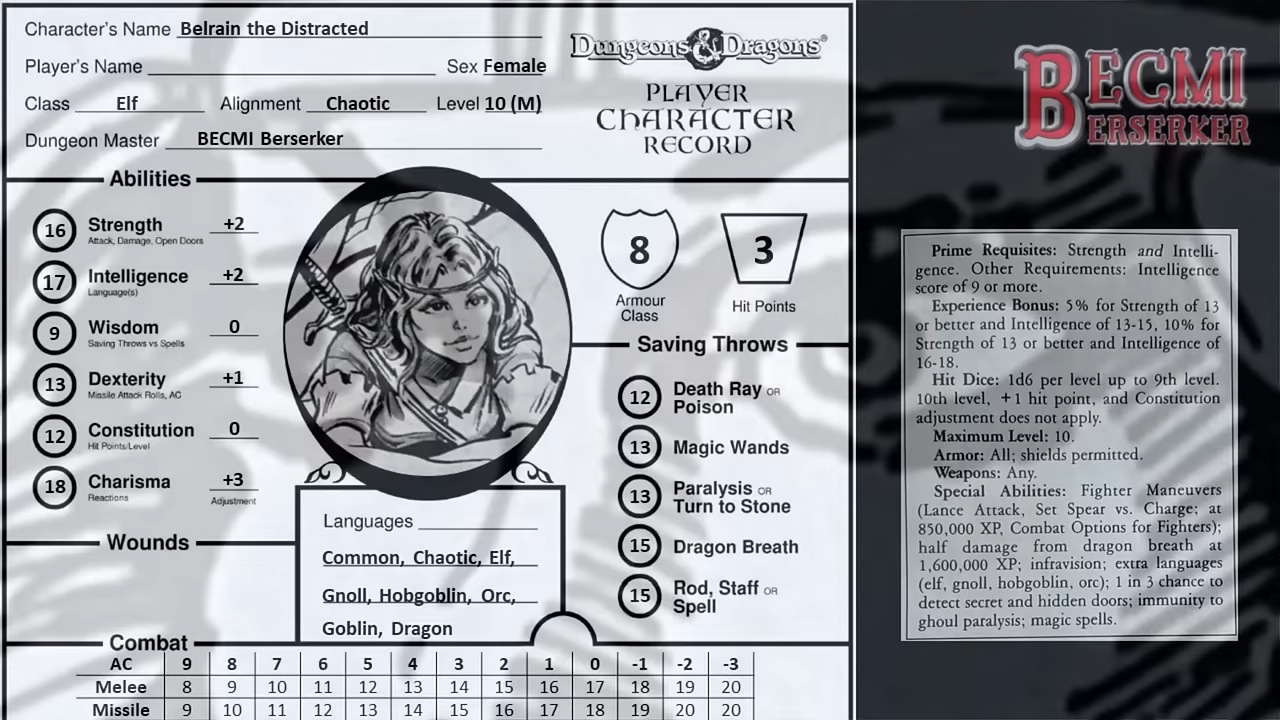 Character's Name Belrain the Distracted
Player's Name
Sex Female
Class Elf Alignment Chaotic Level 10 (M)
Dungeon Master BECMI Berserker
Dungeons & Dragons®
PLAYER
CHARACTER
RECORD
Abilities
16 Strength +2
Attack, Damage, Open Doors
17 Intelligence +2
Language(s)
9 Wisdom 0
Saving Throws vs Spells
13 Dexterity +1
Missile Attack Rolls, AC
12 Constitution 0
Hit Points/Level
18 Charisma +3
Reactions Adjustment
8
Armour
Class
3
Hit Points
Saving Throws
12 Death Ray OR
Poison
13 Magic Wands
13 Paralysis OR
Turn to Stone
15 Dragon Breath
15 Rod, Staff OR
Spell
Wounds
Languages
Common, Chaotic, Elf,
Gnoll, Hobgoblin, Orc,
Goblin, Dragon
Combat
AC 9 8 7 6 5 4 3 2 1 0 -1 -2 -3
Melee 8 9 10 11 12 13 14 15 16 17 18 19 20
Missile 9 10 11 12 13 14 15 16 17 18 19 20 20
BECMI
BERSERKER
Prime Requisites: Strength and Intelli-
gence. Other Requirements: Intelligence
score of 9 or more.
Experience Bonus: 5% for Strength of 13
or better and Intelligence of 13-15, 10% for
Strength of 13 or better and Intelligence of
16-18.
Hit Dice: 1d6 per level up to 9th level.
10th level, +1 hit point, and Constitution
adjustment does not apply.
Maximum Level: 10.
Armor: All; shields permitted.
Weapons: Any.
Special Abilities: Fighter Maneuvers
(Lance Attack, Set Spear vs. Charge; at
850,000 XP, Combat Options for Fighters);
half damage from dragon breath at
1,600,000 XP; infravision; extra languages
(elf, gnoll, hobgoblin, orc); 1 in 3 chance to
detect secret and hidden doors; immunity to
ghoul paralysis; magic spells.